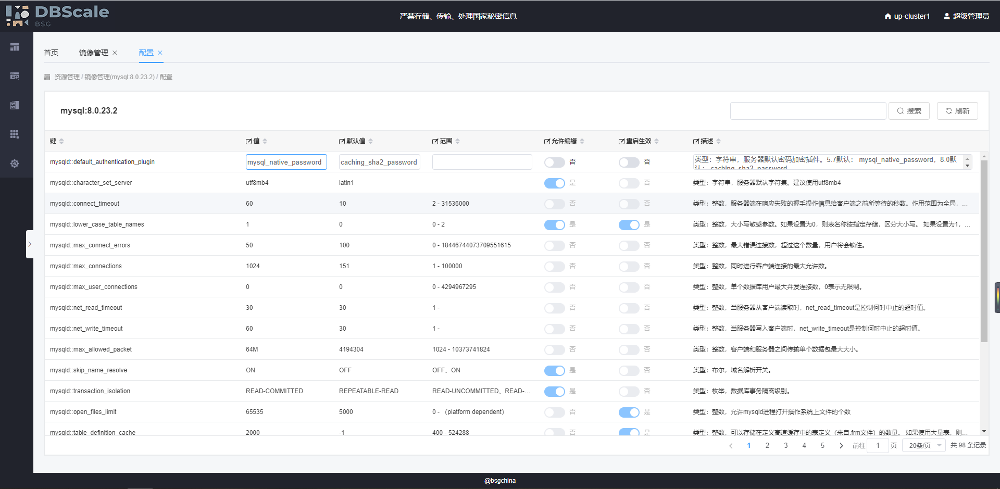 DBScale
BSG
严禁存储、传输、处理国家秘密信息
up-cluster1
超级管理员
首页
镜像管理
配置
资源管理 / 镜像管理(mysql:8.0.23.2) / 配置
mysql:8.0.23.2
搜索
刷新
键 值 默认值 范围 允许编辑 重启生效 描述
mysqld::default_authentication_plugin mysql_native_password caching_sha2_password 否 否 类型：字符串，服务器默认密码加密插件。5.7默认： mysql_native_password，8.0默
认： caching_sha2_password
mysqld::character_set_server utf8mb4 latin1 是 否 类型：字符串，服务器默认字符集。建议使用utf8mb4
mysqld::connect_timeout 60 10 2 - 31536000 否 否 类型：整数，服务器端在响应失败的握手操作信息给客户端之前所等待的秒数。作用范围为全局，...
mysqld::lower_case_table_names 1 0 0 - 2 是 是 类型：整数，大小写敏感参数。如果设置为0，则表名称按指定存储，区分大小写。 如果设置为1，...
mysqld::max_connect_errors 50 100 0 - 18446744073709551615 否 否 类型：整数，最大错误连接数，超过这个数量，用户将会锁住。
mysqld::max_connections 1024 151 1 - 100000 否 否 类型：整数，同时进行客户端连接的最大允许数。
mysqld::max_user_connections 0 0 0 - 4294967295 否 否 类型：整数，单个数据库用户最大并发连接数，0表示无限制。
mysqld::net_read_timeout 30 30 1 - 否 否 类型：整数，当服务器从客户端读取时，net_read_timeout是控制何时中止的超时值。
mysqld::net_write_timeout 60 30 1 - 否 否 类型：整数，当服务器写入客户端时，net_write_timeout是控制何时中止的超时值。
mysqld::max_allowed_packet 64M 4194304 1024 - 10373741824 否 否 类型：整数，客户端和服务器之间传输单个数据包最大大小。
mysqld::skip_name_resolve ON OFF OFF、ON 是 否 类型：布尔，域名解析开关。
mysqld::transaction_isolation READ-COMMITTED REPEATABLE-READ READ-UNCOMMITTED、READ-... 是 否 类型：枚举，数据库事务隔离级别。
mysqld::open_files_limit 65535 5000 0 - （platform dependent） 否 是 类型：整数，允许mysqld进程打开操作系统上文件的个数
mysqld::table_definition_cache 2000 -1 400 - 524288 否 是 类型：整数，可以存储在定义高速缓存中的表定义（来自.frm文件）的数量。 如果使用大量表，则...
1 2 3 4 5 前往 1 页 20条/页 共 98 条记录
@bsgchina